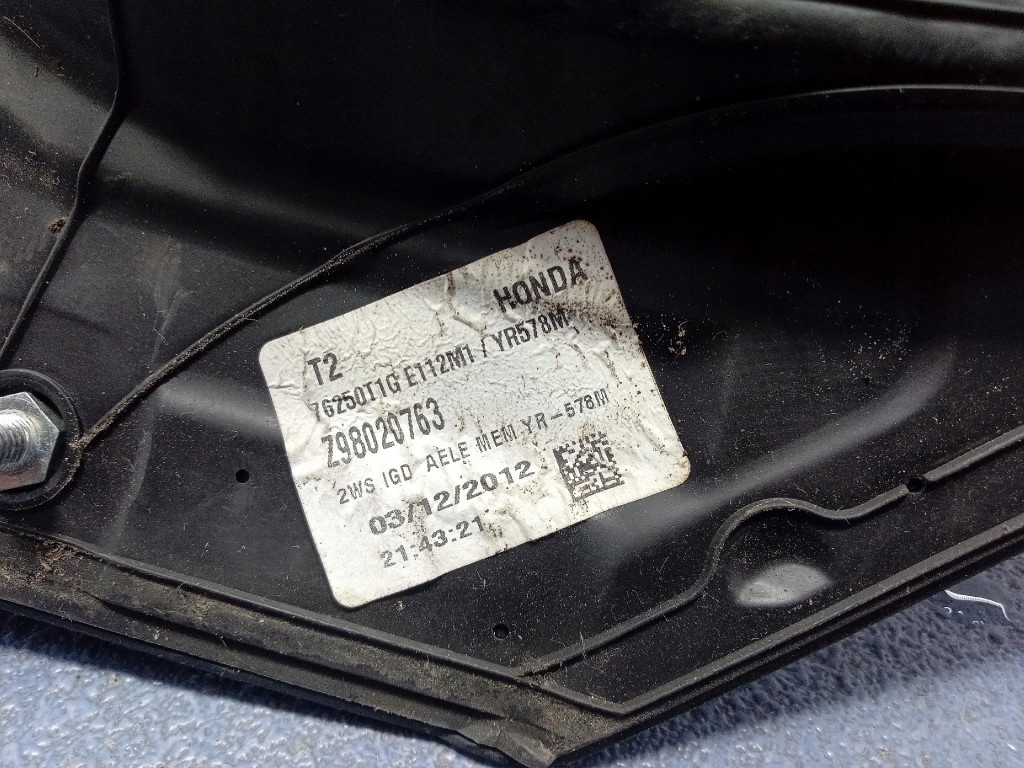 HONDA
T2
76250T1G E112M1 / YR578M
Z98020763
2WS IGD AELE MEM YR-578M
03/12/2012
21:43:21